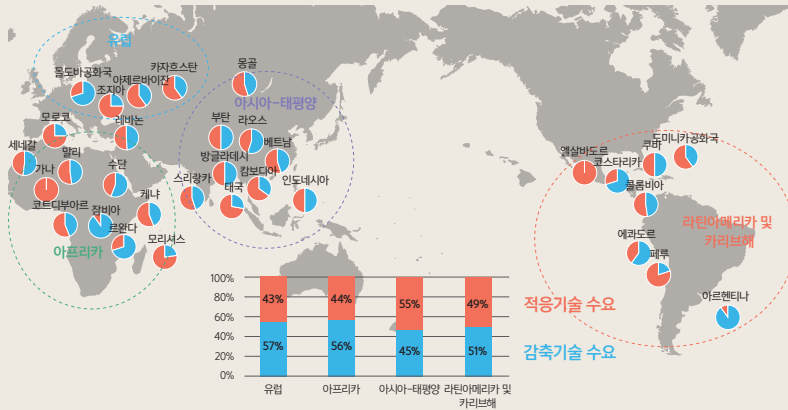 유럽
몰도바공화국
카자흐스탄
아제르바이잔
조지아
몽골
아시아-태평양
모로코
레바논
부탄
라오스
베트남
세네갈
말리
수단
방글라데시
캄보디아
가나
스리랑카
태국
인도네시아
케냐
코트디부아르
잠비아
르완다
모리셔스
아프리카
엘살바도르
쿠바
도미니카공화국
코스타리카
콜롬비아
라틴아메리카 및
카리브해
에콰도르
페루
아르헨티나
100%
80%
60%
40%
20%
0%
43%
44%
55%
49%
57%
56%
45%
51%
적응기술 수요
감축기술 수요
유럽
아프리카
아시아-태평양
라틴아메리카 및
카리브해